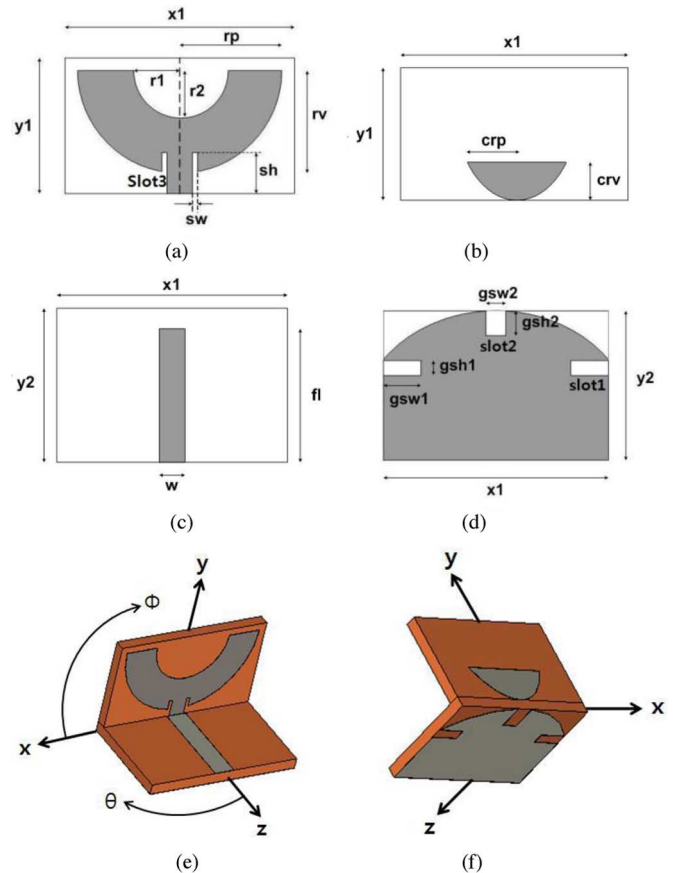 x1
rp
r1
r2
y1
rv
Slot3
sh
sw
(a)
x1
y1
crp
crv
(b)
x1
y2
fl
w
(c)
gsw2
gsh2
slot2
gsh1
slot1
gsw1
y2
x1
(d)
y
Φ
x
θ
z
(e)
y
x
z
(f)